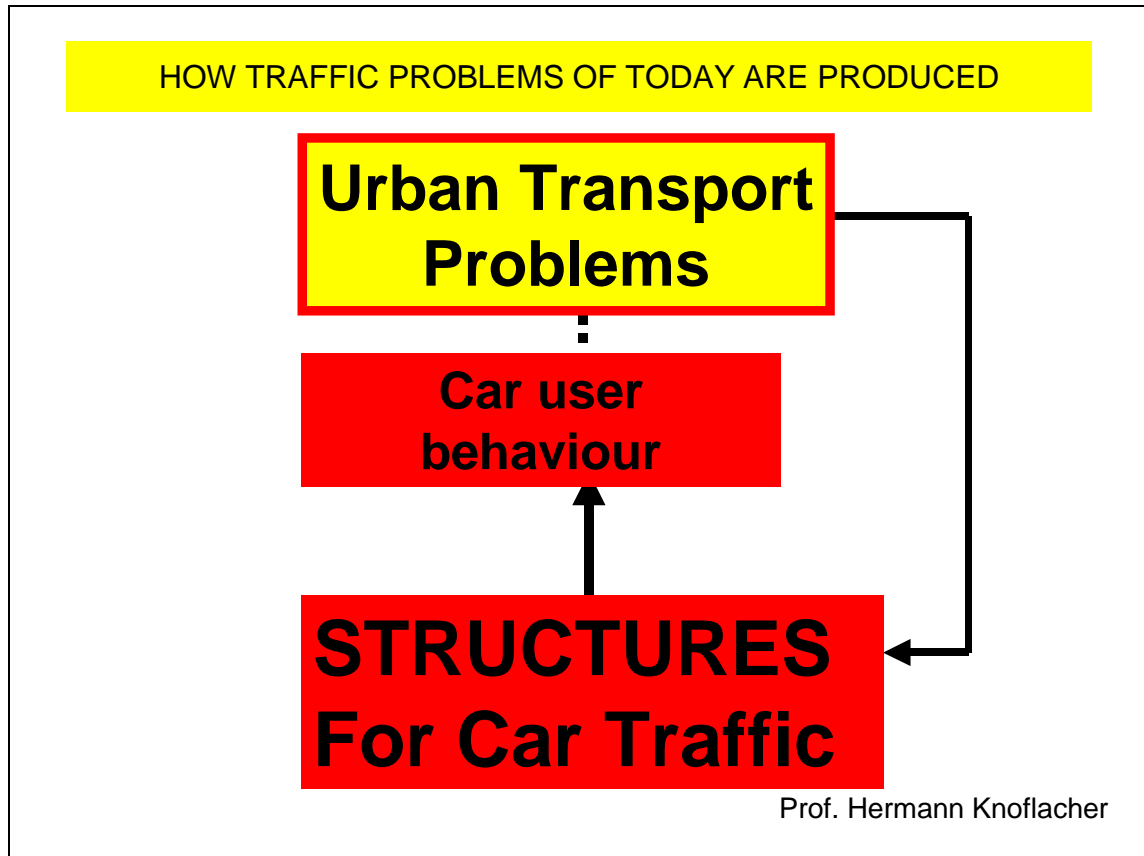 HOW TRAFFIC PROBLEMS OF TODAY ARE PRODUCED
Urban Transport
Problems
Car user
behaviour
STRUCTURES
For Car Traffic
Prof. Hermann Knoflacher